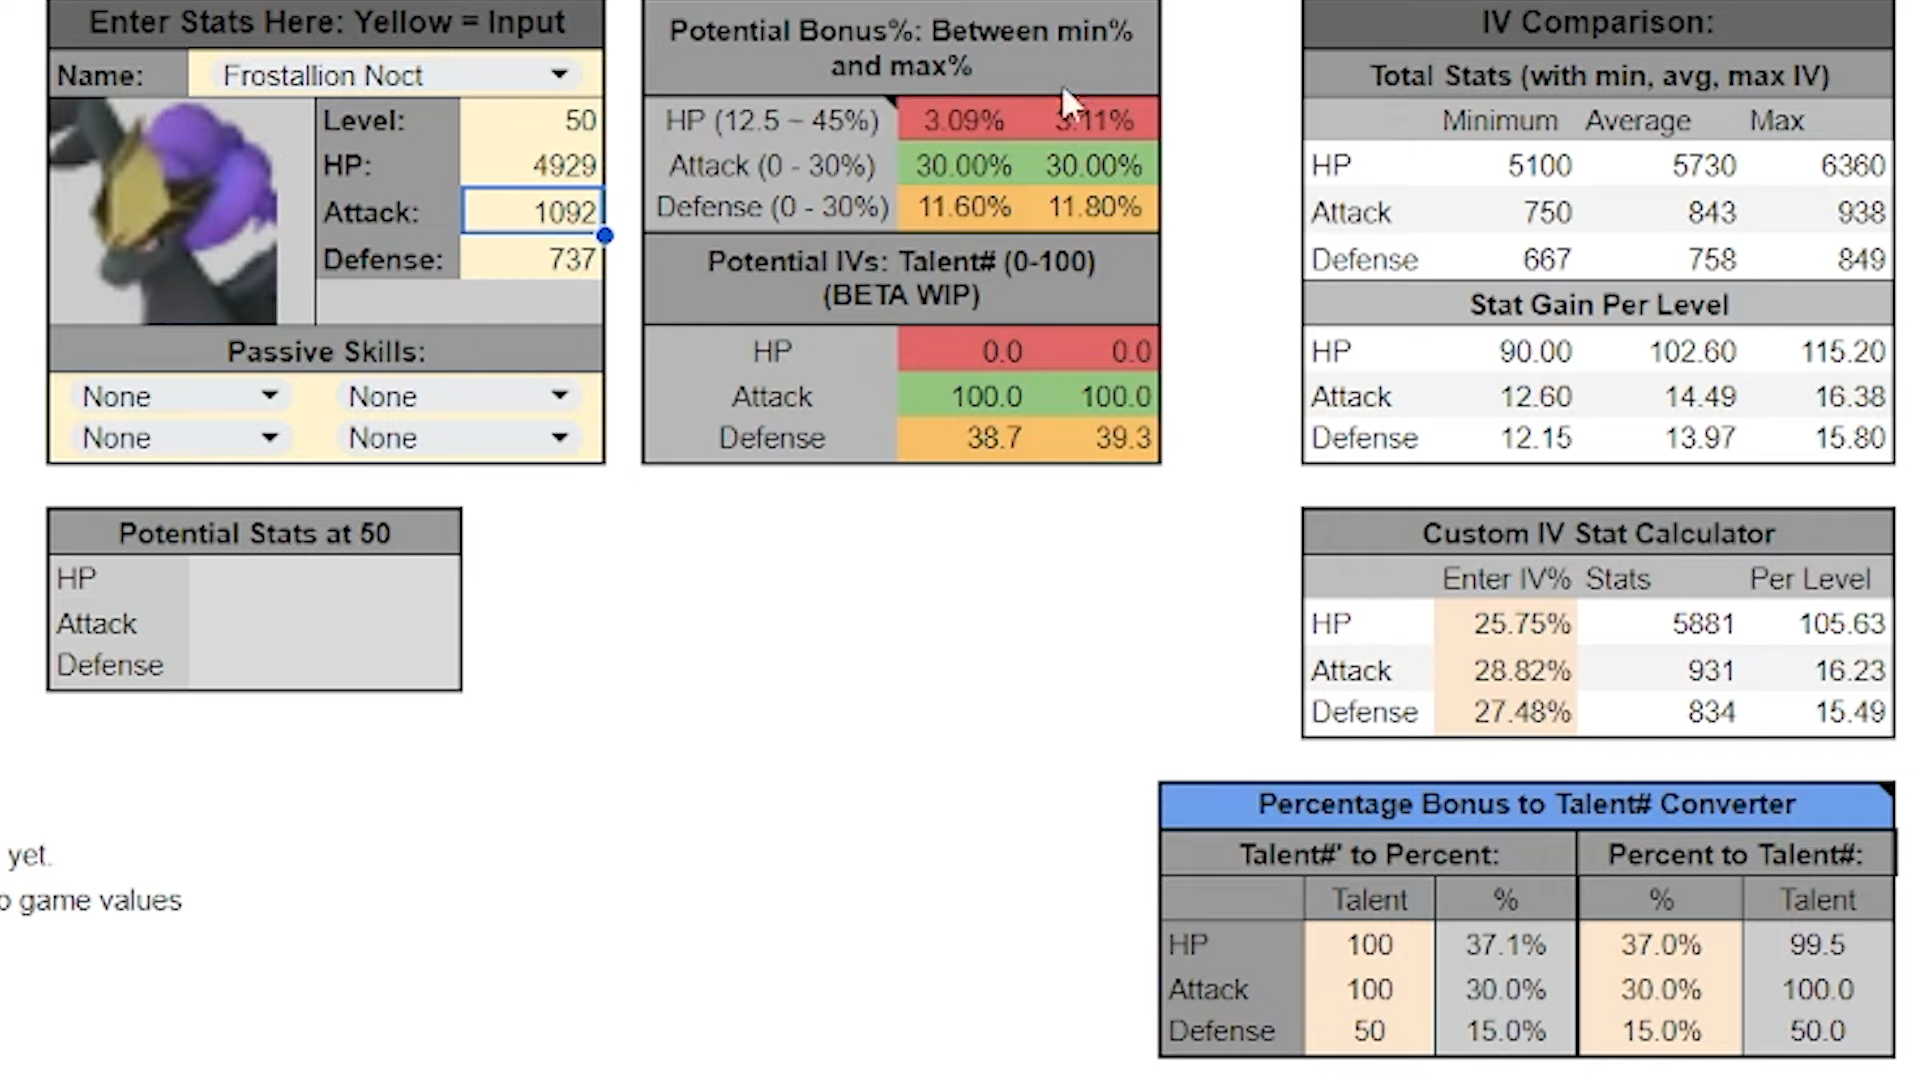 Enter Stats Here: Yellow = Input
Name: Frostallion Noct
Level: 50
HP: 4929
Attack: 1092
Defense: 737
Passive Skills:
None None
None None
Potential Bonus%: Between min%
and max%
HP (12.5 ~ 45%) 3.09% 3.11%
Attack (0 - 30%) 30.00% 30.00%
Defense (0 - 30%) 11.60% 11.80%
Potential IVs: Talent# (0-100)
(BETA WIP)
HP 0.0 0.0
Attack 100.0 100.0
Defense 38.7 39.3
IV Comparison:
Total Stats (with min, avg, max IV)
Minimum Average Max
HP 5100 5730 6360
Attack 750 843 938
Defense 667 758 849
Stat Gain Per Level
HP 90.00 102.60 115.20
Attack 12.60 14.49 16.38
Defense 12.15 13.97 15.80
Potential Stats at 50
HP
Attack
Defense
Custom IV Stat Calculator
Enter IV% Stats Per Level
HP 25.75% 5881 105.63
Attack 28.82% 931 16.23
Defense 27.48% 834 15.49
yet.
o game values
Percentage Bonus to Talent# Converter
Talent#' to Percent: Percent to Talent#:
Talent % % Talent
HP 100 37.1% 37.0% 99.5
Attack 100 30.0% 30.0% 100.0
Defense 50 15.0% 15.0% 50.0